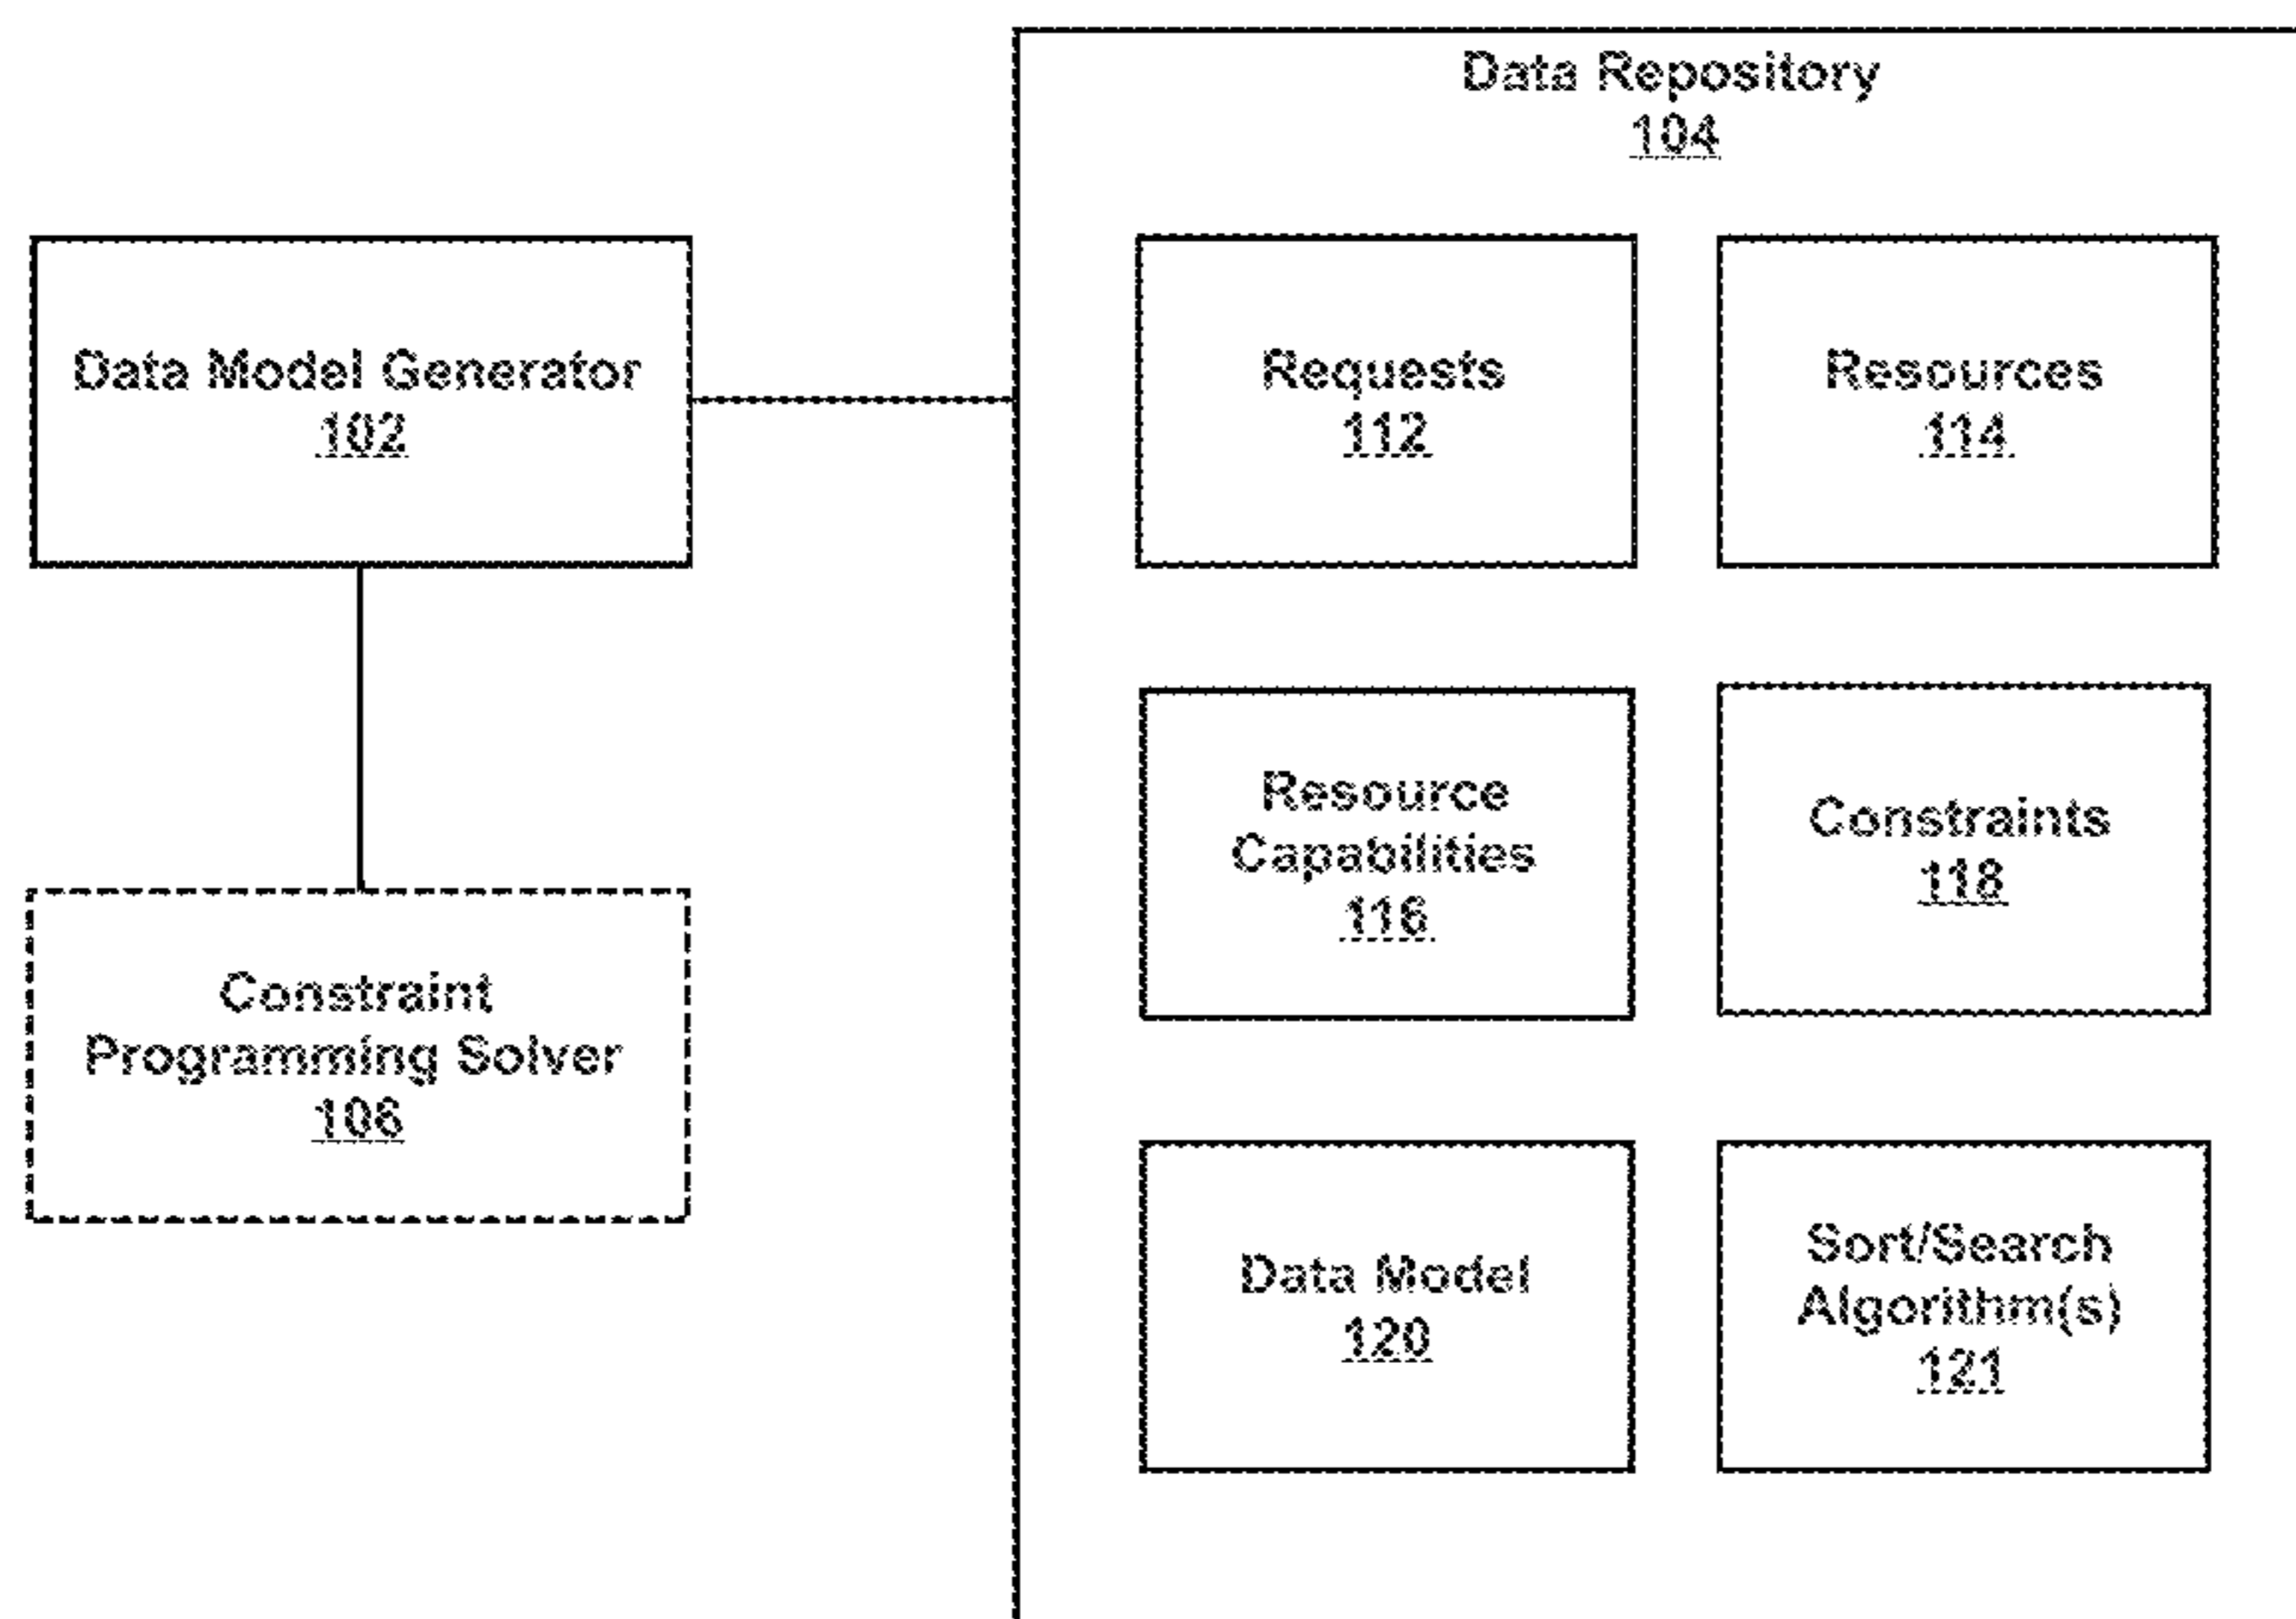 Data Repository
104
Data Model Generator
102
Requests
112
Resources
114
Resource
Capabilities
116
Constraints
118
Constraint
Programming Solver
106
Data Model
120
Sort/Search
Algorithm(s)
121